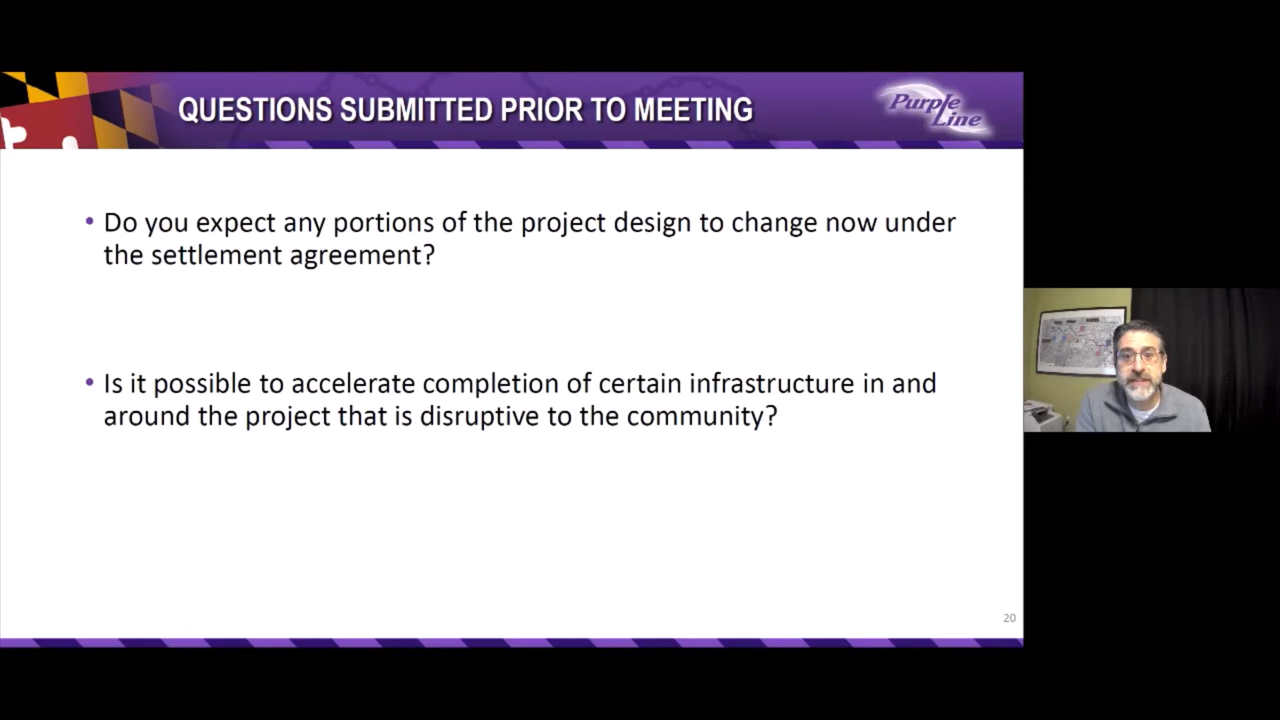 QUESTIONS SUBMITTED PRIOR TO MEETING
Purple
Line
• Do you expect any portions of the project design to change now under
the settlement agreement?
• Is it possible to accelerate completion of certain infrastructure in and
around the project that is disruptive to the community?
20